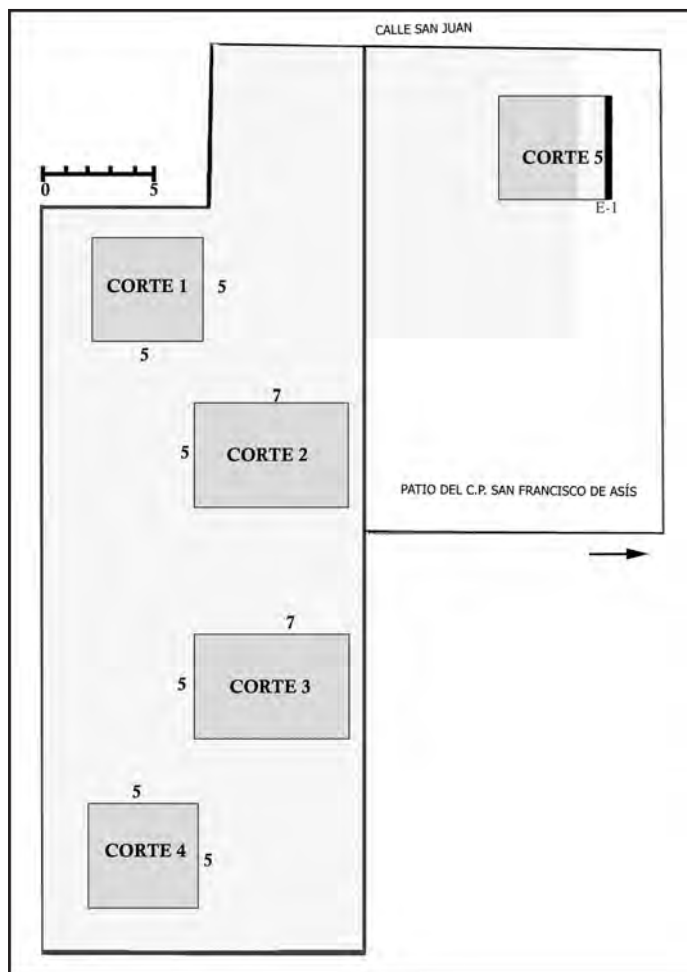 CALLE SAN JUAN
CORTE 5
E-1
0 5
CORTE 1
5
5
7
5
CORTE 2
PATIO DEL C.P. SAN FRANCISCO DE ASÍS
7
5
CORTE 3
5
CORTE 4
5